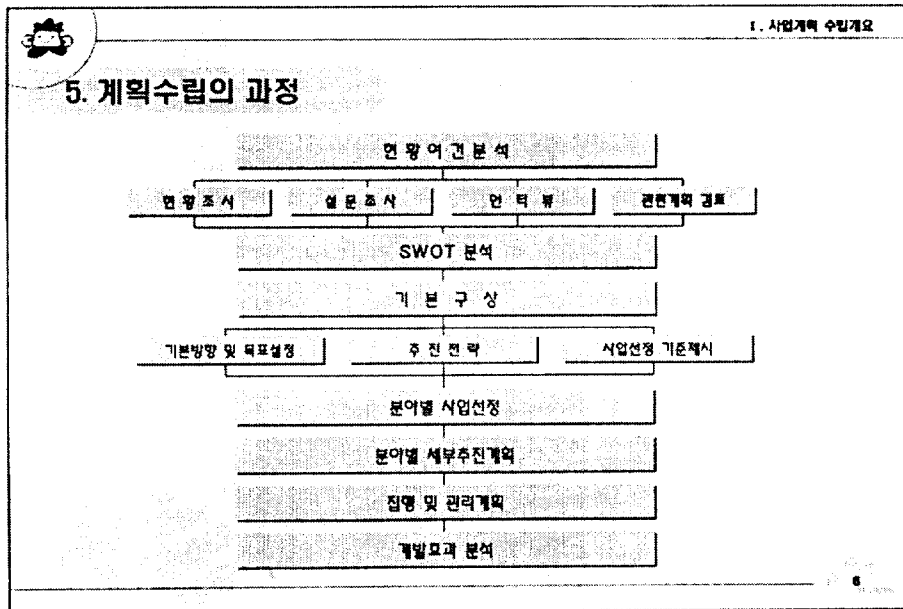 I. 사업계획 수립개요
5. 계획수립의 과정
현황여건분석
현황조사 설문조사 인터뷰 관련계획 검토
SWOT 분석
기본구상
기본방향 및 목표설정 추진전략 사업선정 기준제시
분야별 사업선정
분야별 세부추진계획
집행 및 관리계획
개발효과 분석
6